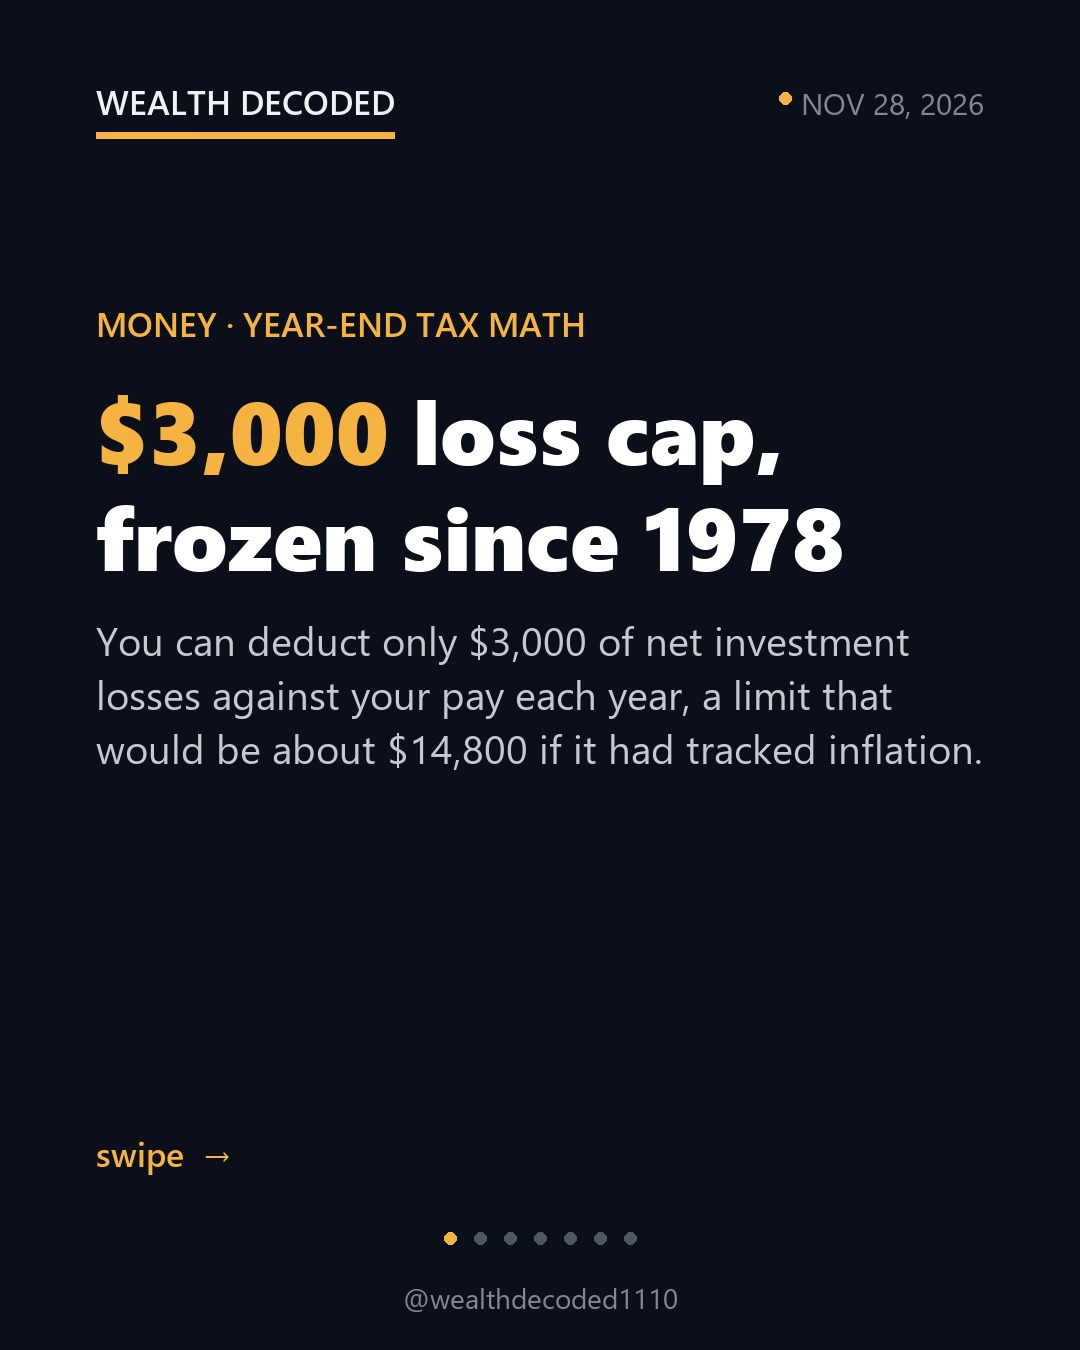 WEALTH DECODED
NOV 28, 2026
MONEY · YEAR-END TAX MATH
$3,000 loss cap,
frozen since 1978
You can deduct only $3,000 of net investment
losses against your pay each year, a limit that
would be about $14,800 if it had tracked inflation.
swipe →
@wealthdecoded1110